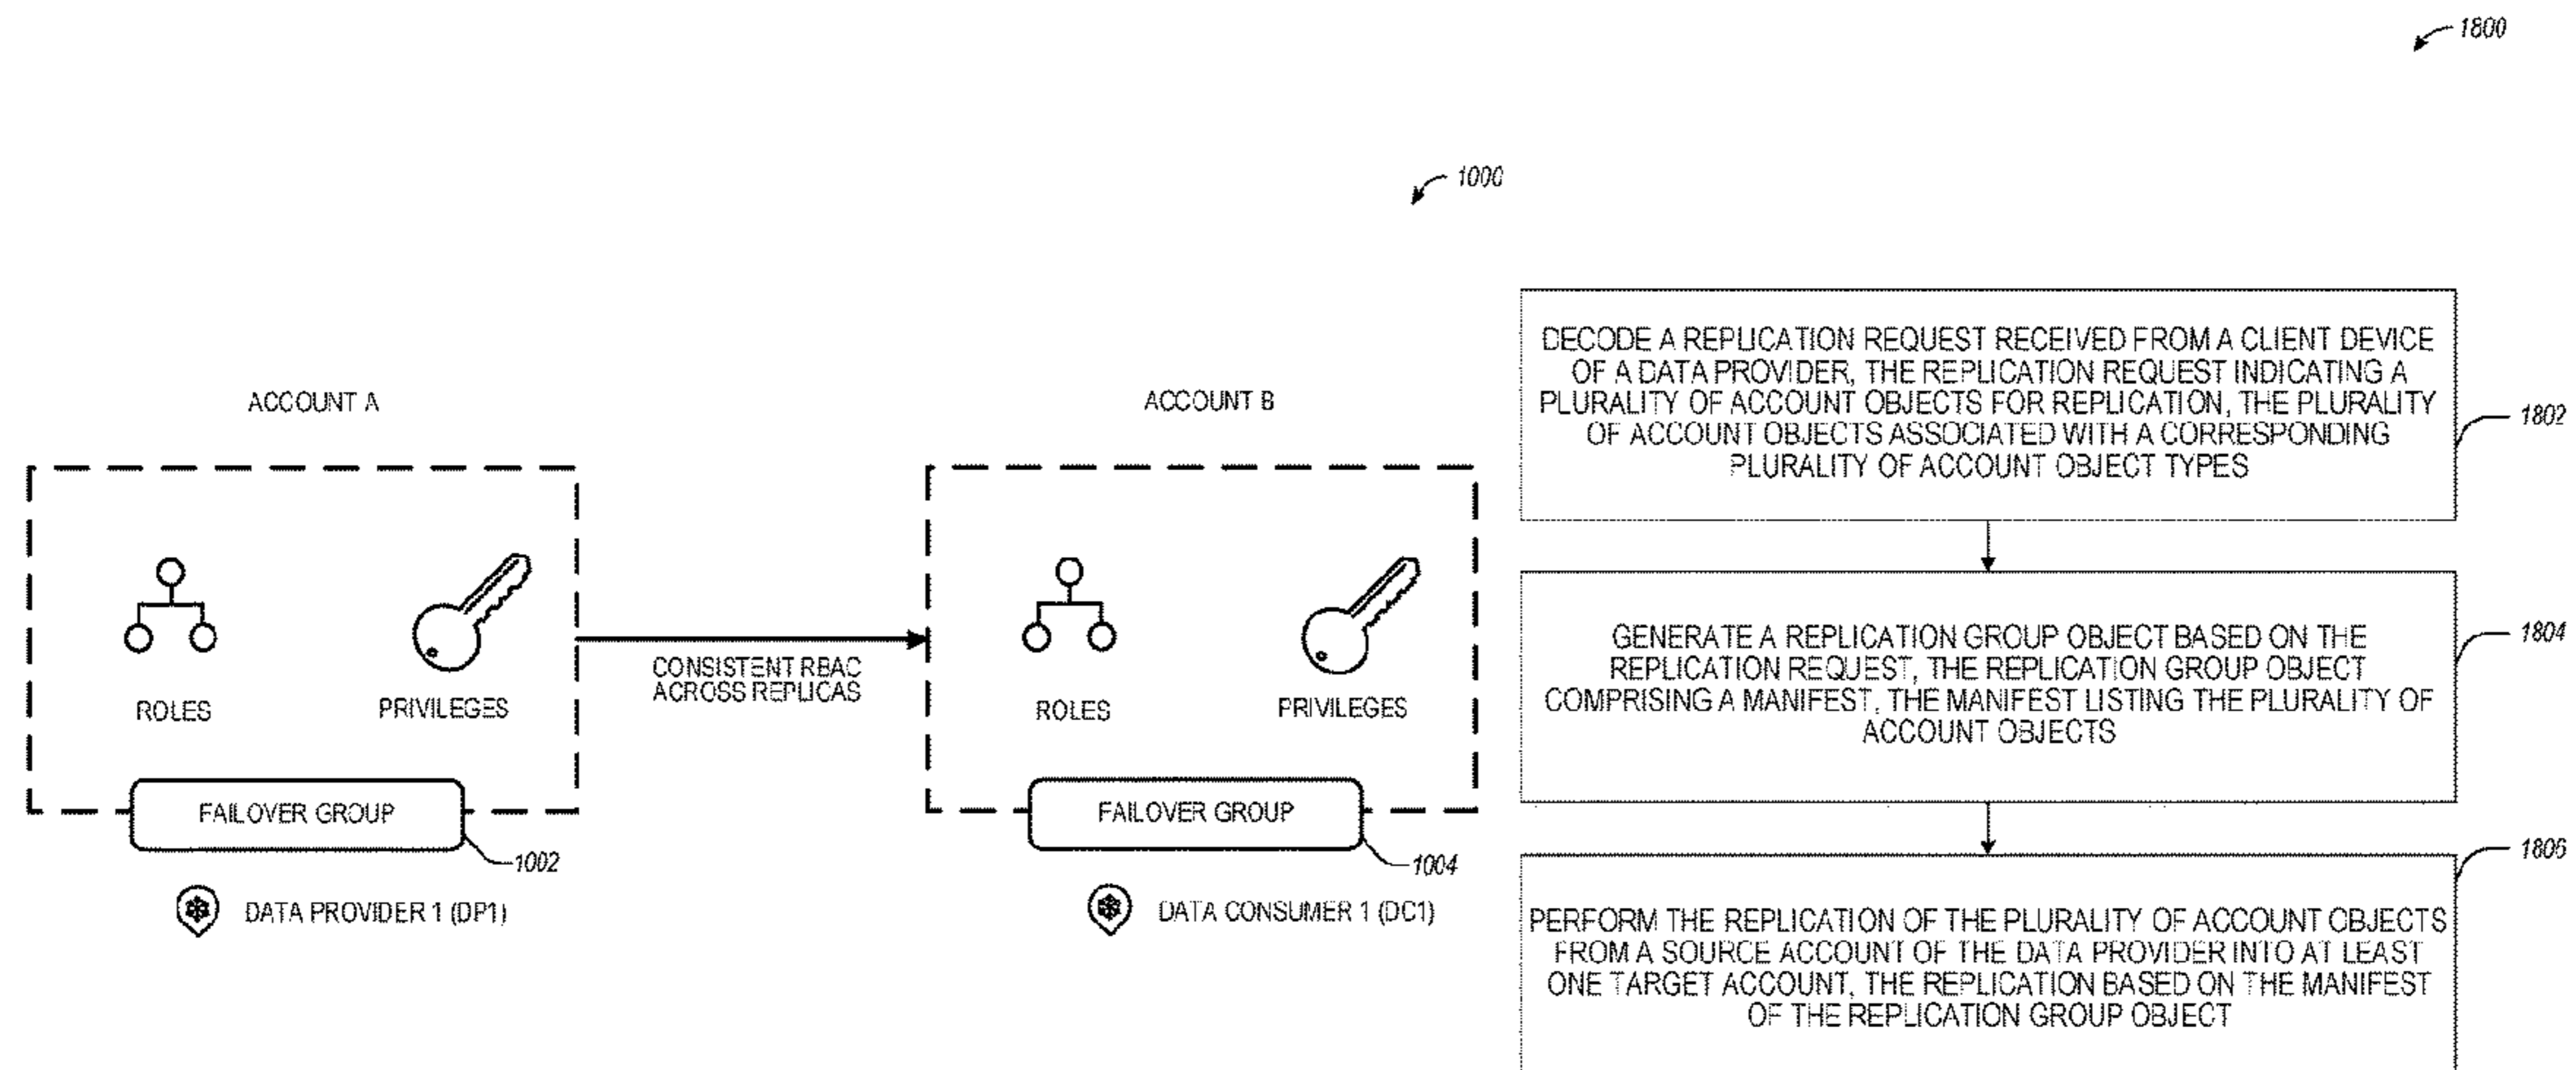 1800
1000
ACCOUNT A
ACCOUNT B
ROLES
PRIVILEGES
CONSISTENT RBAC
ACROSS REPLICAS
ROLES
PRIVILEGES
FAILOVER GROUP
1002
FAILOVER GROUP
1004
DATA PROVIDER 1 (DP1)
DATA CONSUMER 1 (DC1)
DECODE A REPLICATION REQUEST RECEIVED FROM A CLIENT DEVICE
OF A DATA PROVIDER, THE REPLICATION REQUEST INDICATING A
PLURALITY OF ACCOUNT OBJECTS FOR REPLICATION, THE PLURALITY
OF ACCOUNT OBJECTS ASSOCIATED WITH A CORRESPONDING
PLURALITY OF ACCOUNT OBJECT TYPES
1802
GENERATE A REPLICATION GROUP OBJECT BASED ON THE
REPLICATION REQUEST, THE REPLICATION GROUP OBJECT
COMPRISING A MANIFEST, THE MANIFEST LISTING THE PLURALITY OF
ACCOUNT OBJECTS
1804
PERFORM THE REPLICATION OF THE PLURALITY OF ACCOUNT OBJECTS
FROM A SOURCE ACCOUNT OF THE DATA PROVIDER INTO AT LEAST
ONE TARGET ACCOUNT, THE REPLICATION BASED ON THE MANIFEST
OF THE REPLICATION GROUP OBJECT
1806